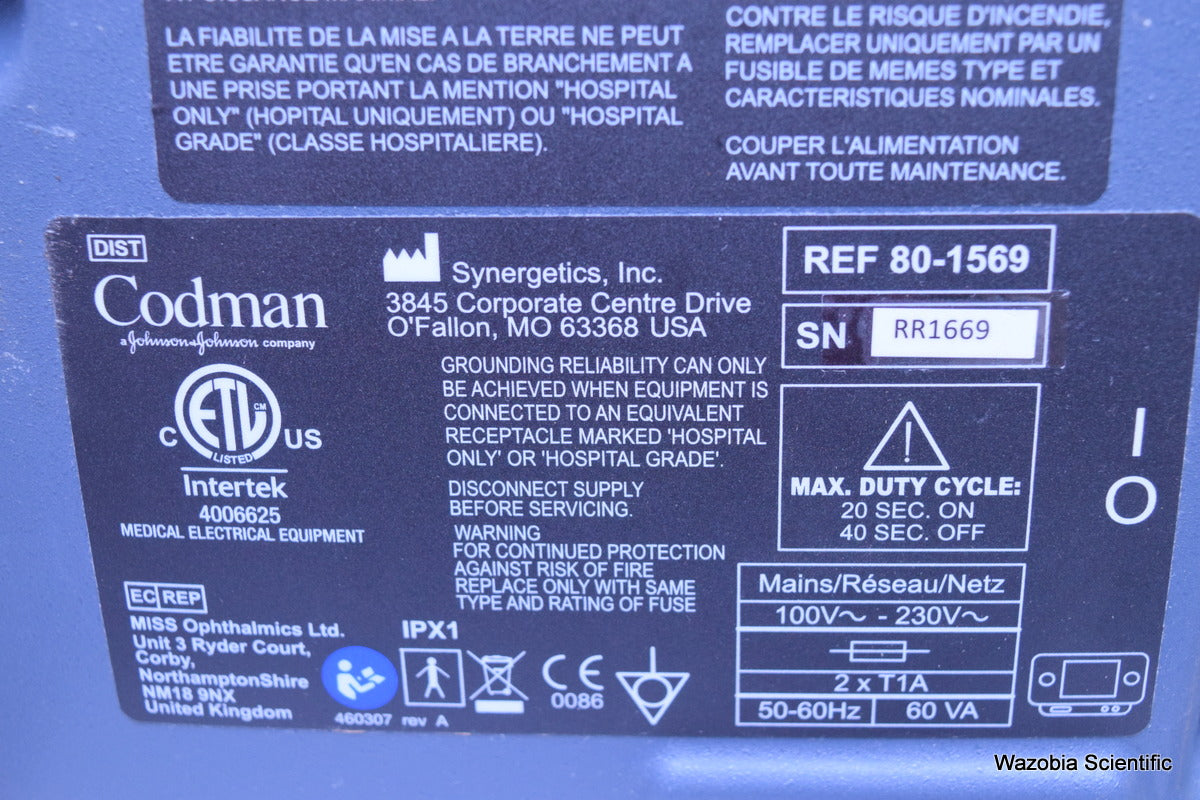 LA FIABILITE DE LA MISE A LA TERRE NE PEUT
ETRE GARANTIE QU'EN CAS DE BRANCHEMENT A
UNE PRISE PORTANT LA MENTION "HOSPITAL
ONLY" (HOPITAL UNIQUEMENT) OU "HOSPITAL
GRADE" (CLASSE HOSPITALIERE).
CONTRE LE RISQUE D'INCENDIE,
REMPLACER UNIQUEMENT PAR UN
FUSIBLE DE MEMES TYPE ET
CARACTERISTIQUES NOMINALES.
COUPER L'ALIMENTATION
AVANT TOUTE MAINTENANCE.
DIST
Codman
a Johnson & Johnson company
C ETL CM US
LISTED
Intertek
4006625
MEDICAL ELECTRICAL EQUIPMENT
EC REP
MISS Ophthalmics Ltd.
Unit 3 Ryder Court,
Corby,
NorthamptonShire
NM18 9NX
United Kingdom
Synergetics, Inc.
3845 Corporate Centre Drive
O'Fallon, MO 63368 USA
GROUNDING RELIABILITY CAN ONLY
BE ACHIEVED WHEN EQUIPMENT IS
CONNECTED TO AN EQUIVALENT
RECEPTACLE MARKED 'HOSPITAL
ONLY' OR 'HOSPITAL GRADE'.
DISCONNECT SUPPLY
BEFORE SERVICING.
WARNING
FOR CONTINUED PROTECTION
AGAINST RISK OF FIRE
REPLACE ONLY WITH SAME
TYPE AND RATING OF FUSE
IPX1
CE
0086
460307 rev A
REF 80-1569
SN RR1669
MAX. DUTY CYCLE:
20 SEC. ON
40 SEC. OFF
Mains/Réseau/Netz
100V~ - 230V~
2 x T1A
50-60Hz 60 VA
I
O
Wazobia Scientific